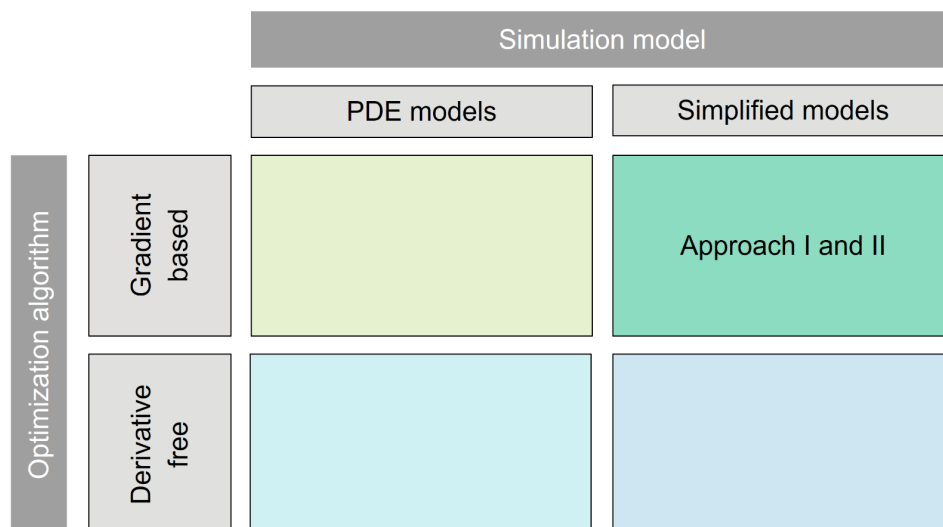 Simulation model
PDE models
Simplified models
Optimization algorithm
Gradient
based
Approach I and II
Derivative
free